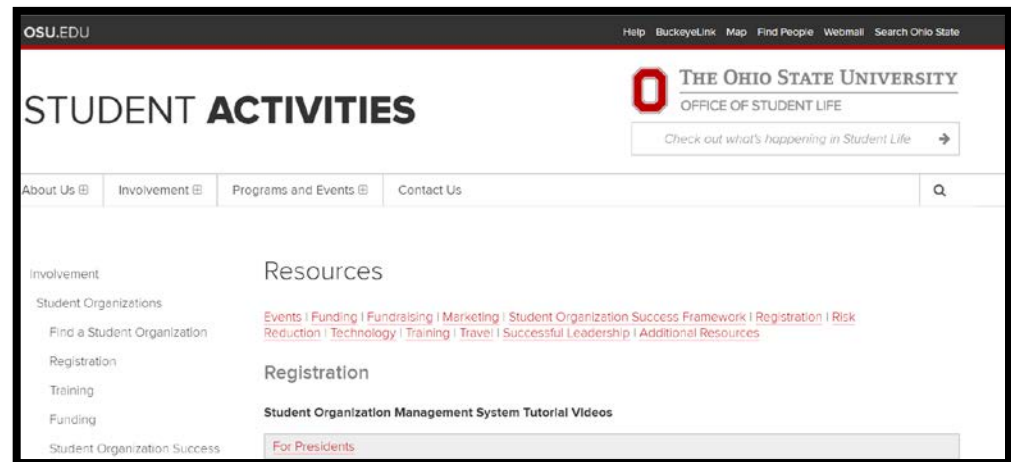 OSU.EDU
Help BuckeyeLink Map Find People Webmail Search Ohio State
STUDENT ACTIVITIES
THE OHIO STATE UNIVERSITY
OFFICE OF STUDENT LIFE
Check out what's happening in Student Life
About Us Involvement Programs and Events Contact Us
Involvement
Student Organizations
Find a Student Organization
Registration
Training
Funding
Student Organization Success
Resources
Events | Funding | Fundraising | Marketing | Student Organization Success Framework | Registration | Risk
Reduction | Technology | Training | Travel | Successful Leadership | Additional Resources
Registration
Student Organization Management System Tutorial Videos
For Presidents